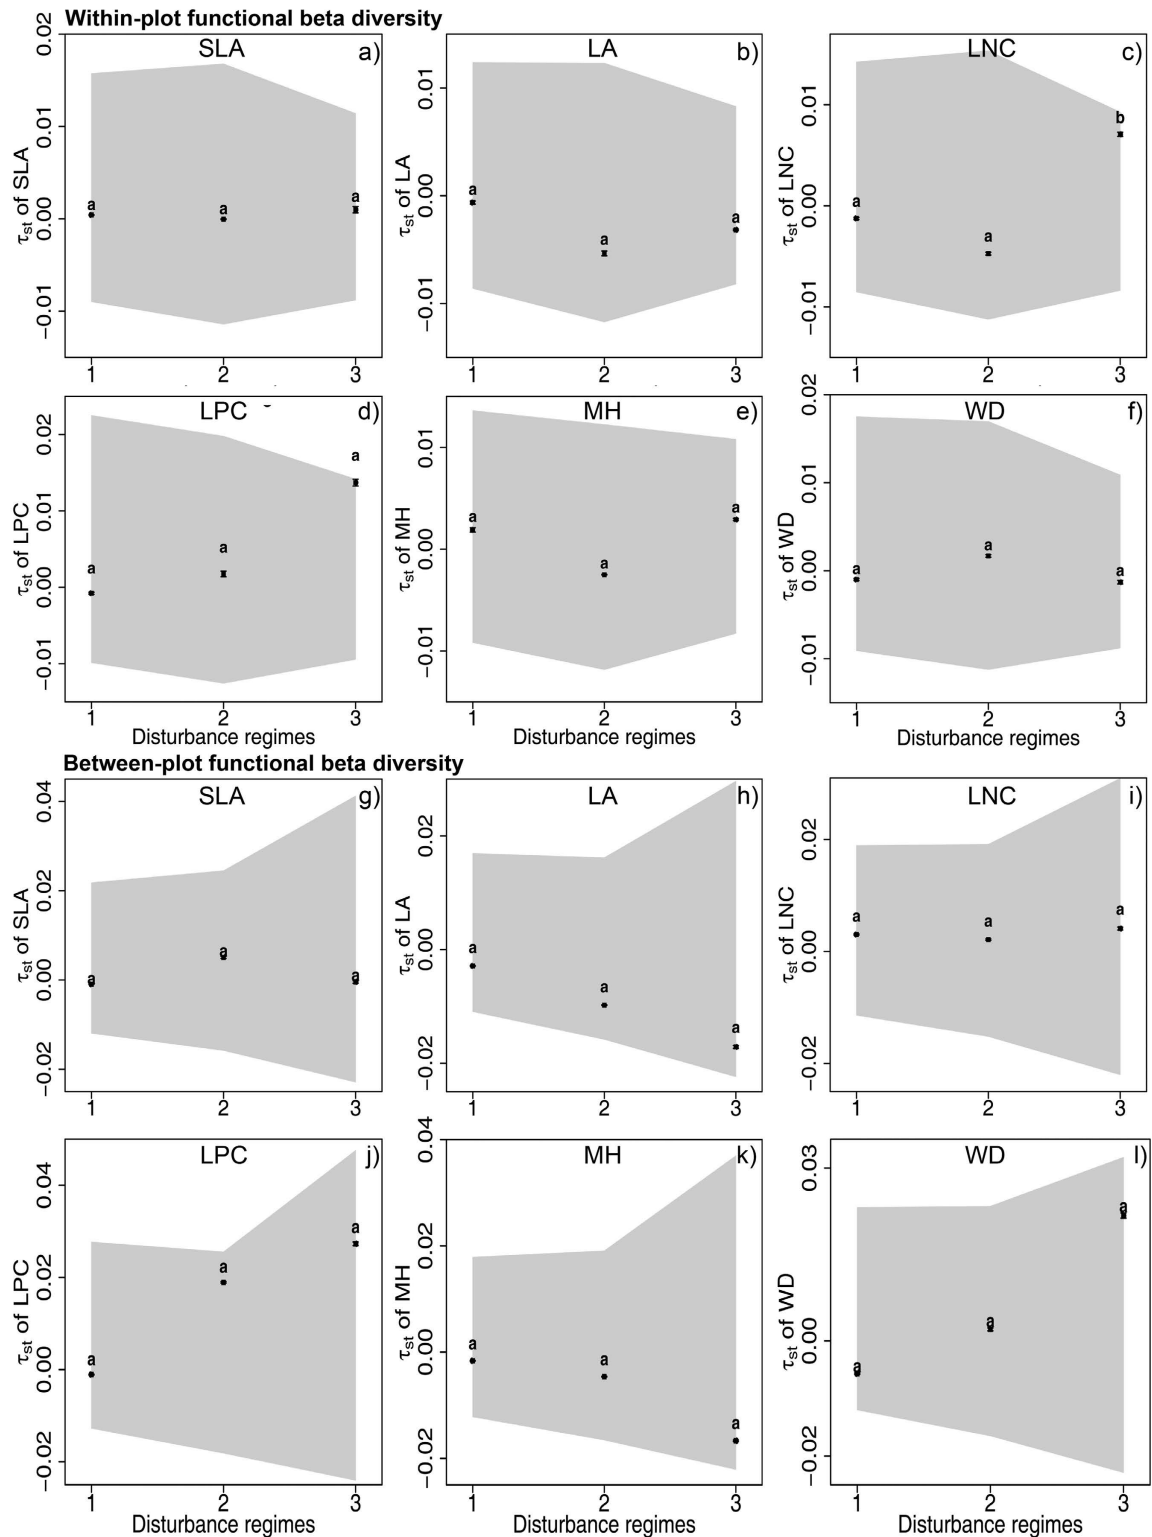 Within-plot functional beta diversity
SLA a)
τst of SLA
0.02
0.01
0.00
−0.01
a a a
1 2 3
LA b)
τst of LA
0.01
0.00
−0.01
a a a
1 2 3
LNC c)
τst of LNC
0.01
0.00
−0.01
a a b
1 2 3
LPC d)
τst of LPC
0.02
0.01
0.00
−0.01
a a a
1 2 3
Disturbance regimes
MH e)
τst of MH
0.01
0.00
−0.01
a a a
1 2 3
Disturbance regimes
WD f)
τst of WD
0.02
0.01
0.00
−0.01
a a a
1 2 3
Disturbance regimes
Between-plot functional beta diversity
SLA g)
τst of SLA
0.04
0.02
0.00
−0.02
a a a
1 2 3
LA h)
τst of LA
0.02
0.00
−0.02
a a a
1 2 3
LNC i)
τst of LNC
0.02
0.00
−0.02
a a a
1 2 3
LPC j)
τst of LPC
0.04
0.02
0.00
−0.02
a a a
1 2 3
Disturbance regimes
MH k)
τst of MH
0.04
0.02
0.00
−0.02
a a a
1 2 3
Disturbance regimes
WD l)
τst of WD
0.03
0.00
−0.02
a a a
1 2 3
Disturbance regimes